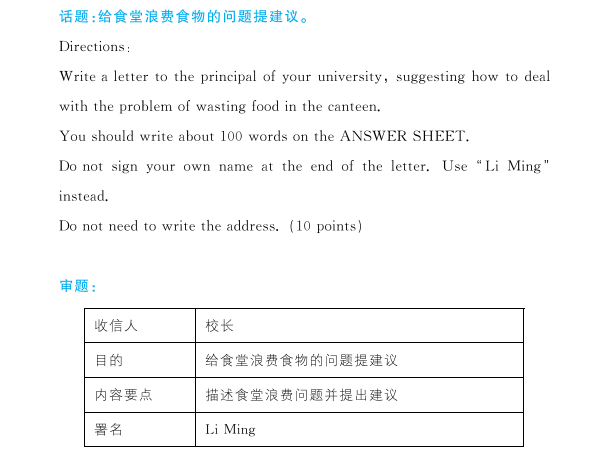 话题:给食堂浪费食物的问题提建议。
Directions:
Write a letter to the principal of your university, suggesting how to deal
with the problem of wasting food in the canteen.
You should write about 100 words on the ANSWER SHEET.
Do not sign your own name at the end of the letter. Use “Li Ming”
instead.
Do not need to write the address. (10 points)
审题:
收信人 校长
目的 给食堂浪费食物的问题提建议
内容要点 描述食堂浪费问题并提出建议
署名 Li Ming